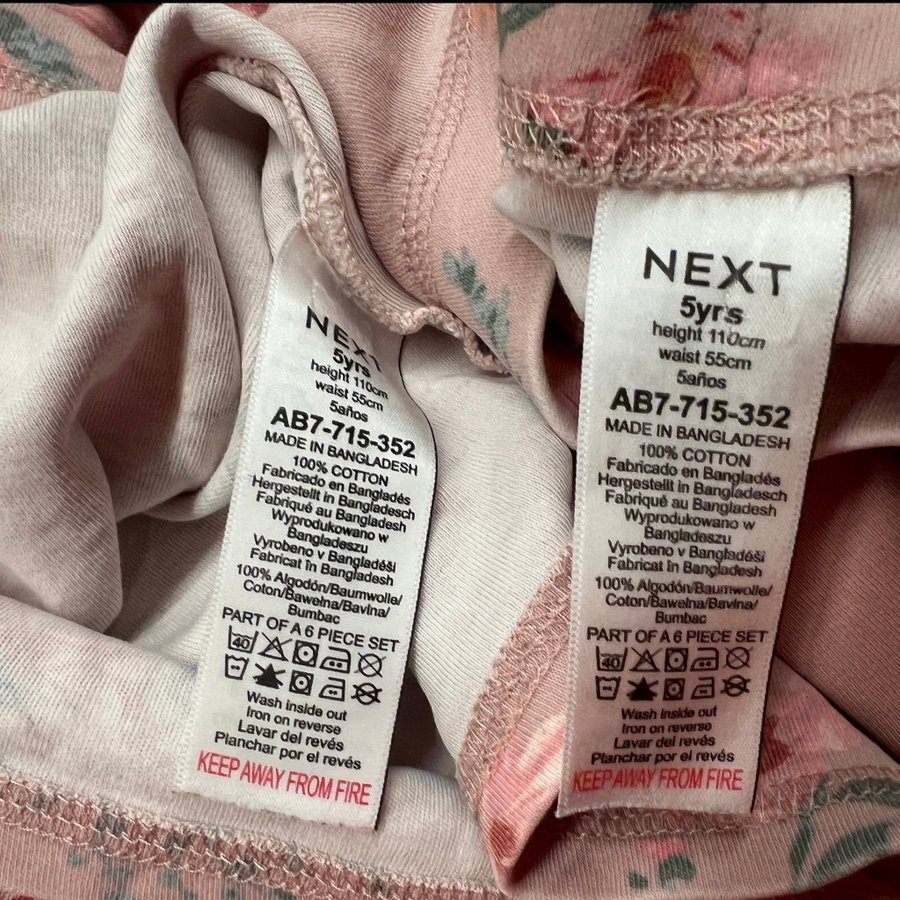 NEXT
5yrs
height 110cm
waist 55cm
5años
AB7-715-352
MADE IN BANGLADESH
100% COTTON
Fabricado en Bangladés
Hergestellt in Bangladesch
Fabriqué au Bangladesh
Wyprodukowano w
Bangladeszu
Vyrobeno v Bangladéši
Fabricat în Bangladesh
100% Algodón/Baumwolle/
Coton/Bawełna/Bavlna/
Bumbac
PART OF A 6 PIECE SET
40
Wash inside out
Iron on reverse
Lavar del revés
Planchar por el revés
KEEP AWAY FROM FIRE
NEXT
5yrs
height 110cm
waist 55cm
5años
AB7-715-352
MADE IN BANGLADESH
100% COTTON
Fabricado en Bangladés
Hergestellt in Bangladesch
Fabriqué au Bangladesh
Wyprodukowano w
Bangladeszu
Vyrobeno v Bangladéši
Fabricat în Bangladesh
100% Algodón/Baumwolle/
Coton/Bawełna/Bavlna/
Bumbac
PART OF A 6 PIECE SET
40
Wash inside out
Iron on reverse
Lavar del revés
Planchar por el revés
KEEP AWAY FROM FIRE